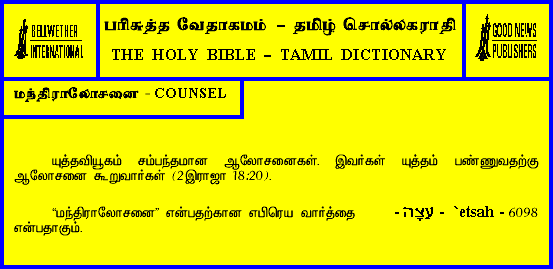 BELLWETHER
INTERNATIONAL
பரிசுத்த வேதாகமம் – தமிழ் சொல்லகராதி
THE HOLY BIBLE – TAMIL DICTIONARY
GOOD NEWS
PUBLISHERS
மந்திராலோசனை - COUNSEL
யுத்தவியூகம் சம்பந்தமான ஆலோசனைகள். இவர்கள் யுத்தம் பண்ணுவதற்கு
ஆலோசனை கூறுவார்கள் (2இராஜா 18:20).
“மந்திராலோசனை” என்பதற்கான எபிரெய வார்த்தை - עֵצָה - `etsah - 6098
என்பதாகும்.